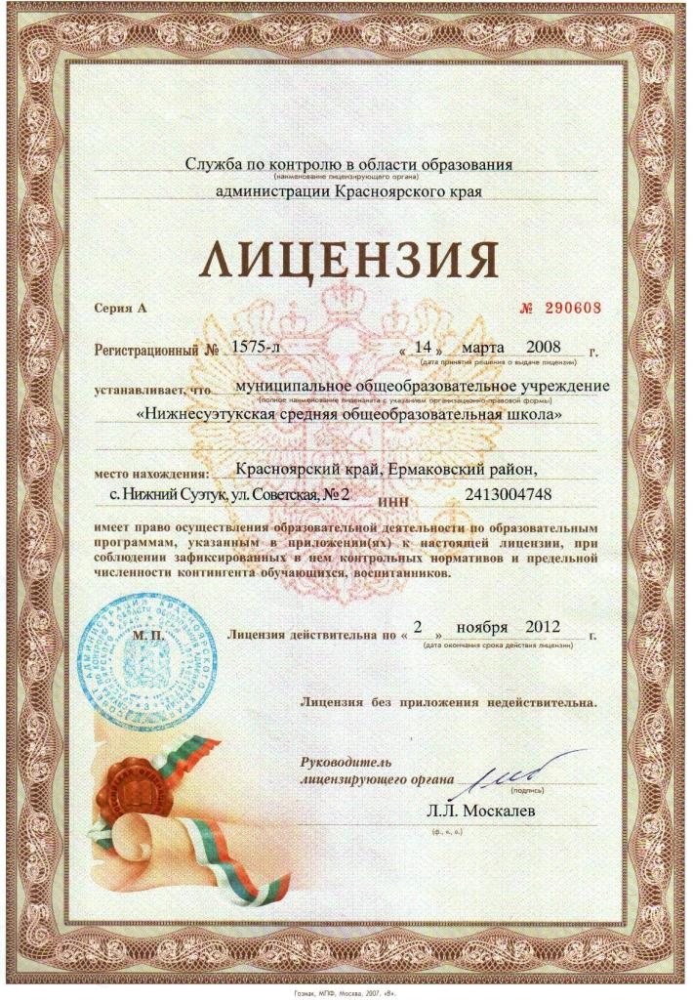 Служба по контролю в области образования
(наименование лицензирующего органа)
администрации Красноярского края
ЛИЦЕНЗИЯ
Серия А № 290608
Регистрационный № 1575-л « 14 » марта 2008 г.
(дата принятия решения о выдаче лицензии)
устанавливает, что муниципальное общеобразовательное учреждение
(полное наименование лицензиата с указанием организационно-правовой формы)
«Нижнесуэтукская средняя общеобразовательная школа»
место нахождения: Красноярский край, Ермаковский район,
с. Нижний Суэтук, ул. Советская, № 2 ИНН 2413004748
имеет право осуществления образовательной деятельности по образовательным
программам, указанным в приложении(ях) к настоящей лицензии, при
соблюдении зафиксированных в нем контрольных нормативов и предельной
численности контингента обучающихся, воспитанников.
М. П. Лицензия действительна по « 2 » ноября 2012 г.
(дата окончания срока действия лицензии)
Лицензия без приложения недействительна.
Руководитель
лицензирующего органа
(подпись)
Л.Л. Москалев
(ф., и., о.)
Гознак, МПФ, Москва, 2007, «В».